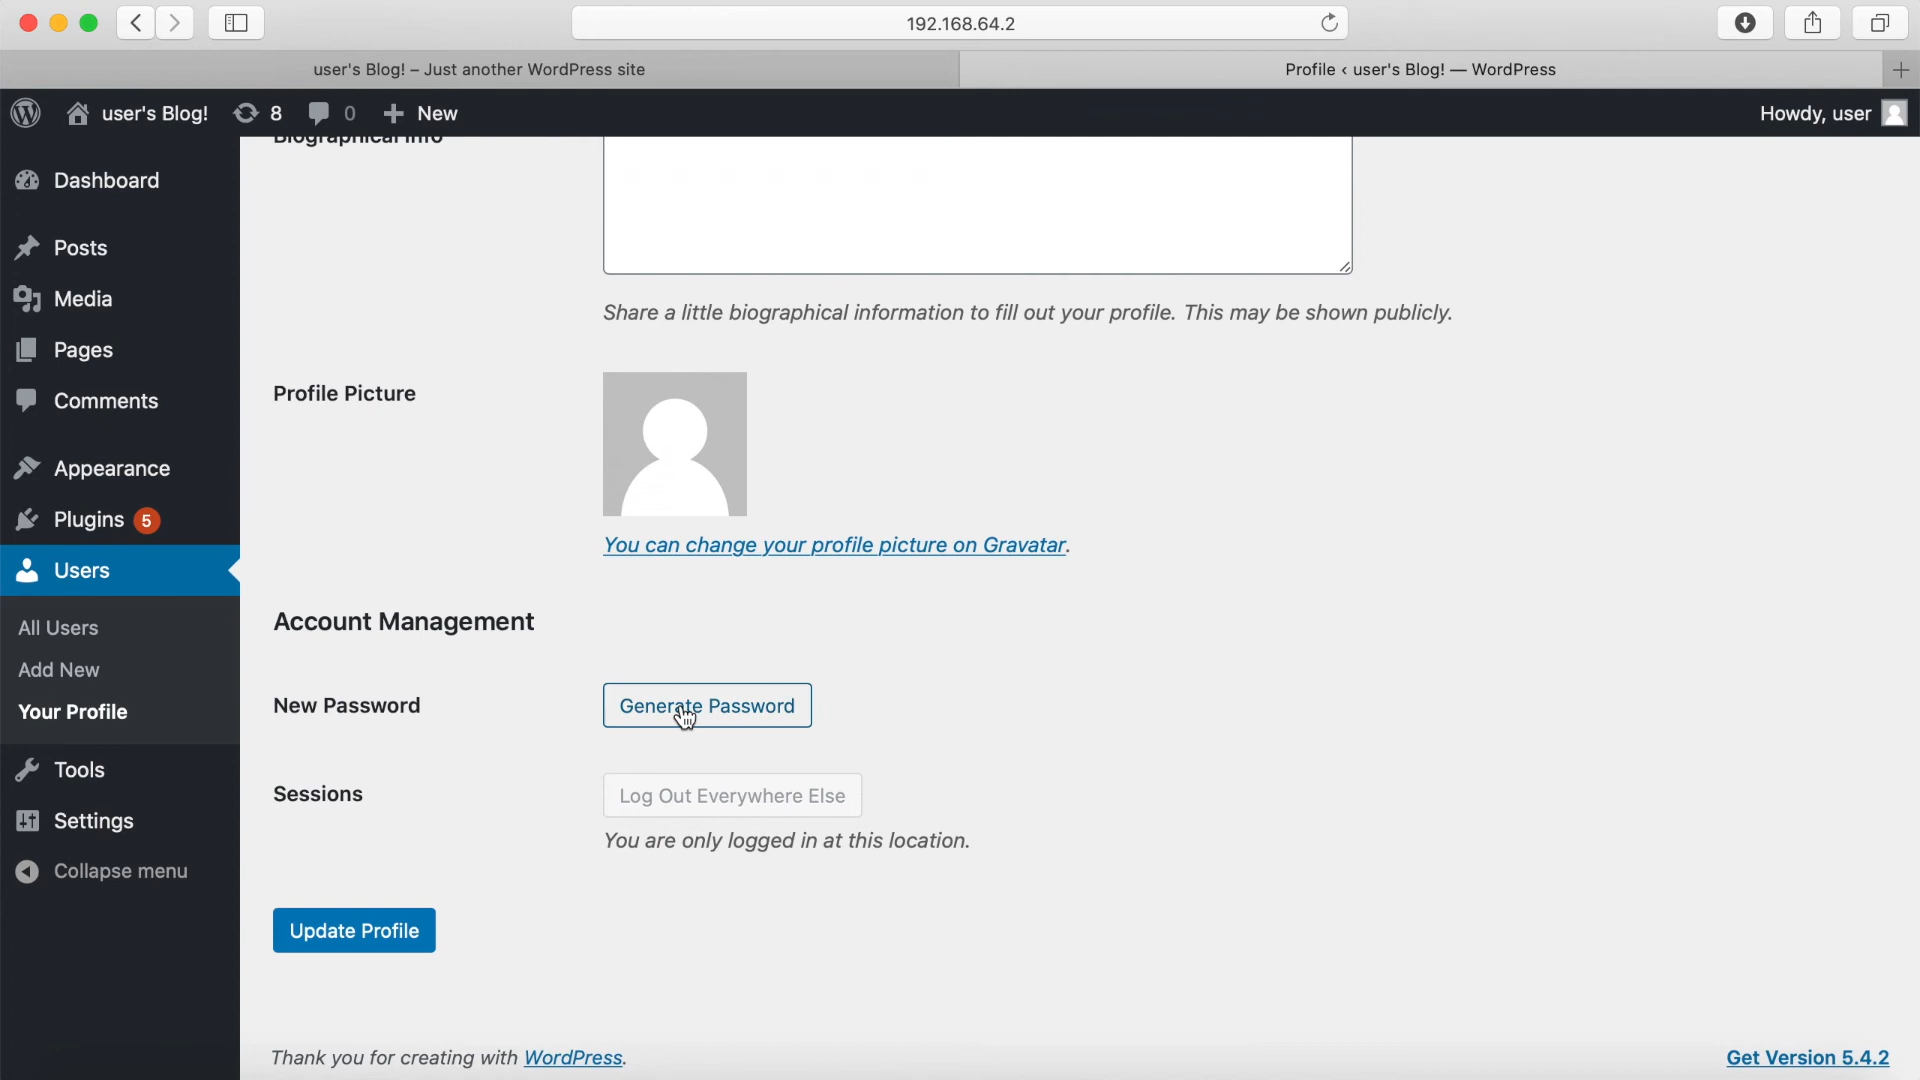 192.168.64.2
user's Blog! – Just another WordPress site
Profile ‹ user's Blog! — WordPress
user's Blog!
8
0
New
Howdy, user
Dashboard
Posts
Media
Pages
Comments
Appearance
Plugins 5
Users
All Users
Add New
Your Profile
Tools
Settings
Collapse menu
Biographical Info
Share a little biographical information to fill out your profile. This may be shown publicly.
Profile Picture
You can change your profile picture on Gravatar.
Account Management
New Password
Generate Password
Sessions
Log Out Everywhere Else
You are only logged in at this location.
Update Profile
Thank you for creating with WordPress.
Get Version 5.4.2